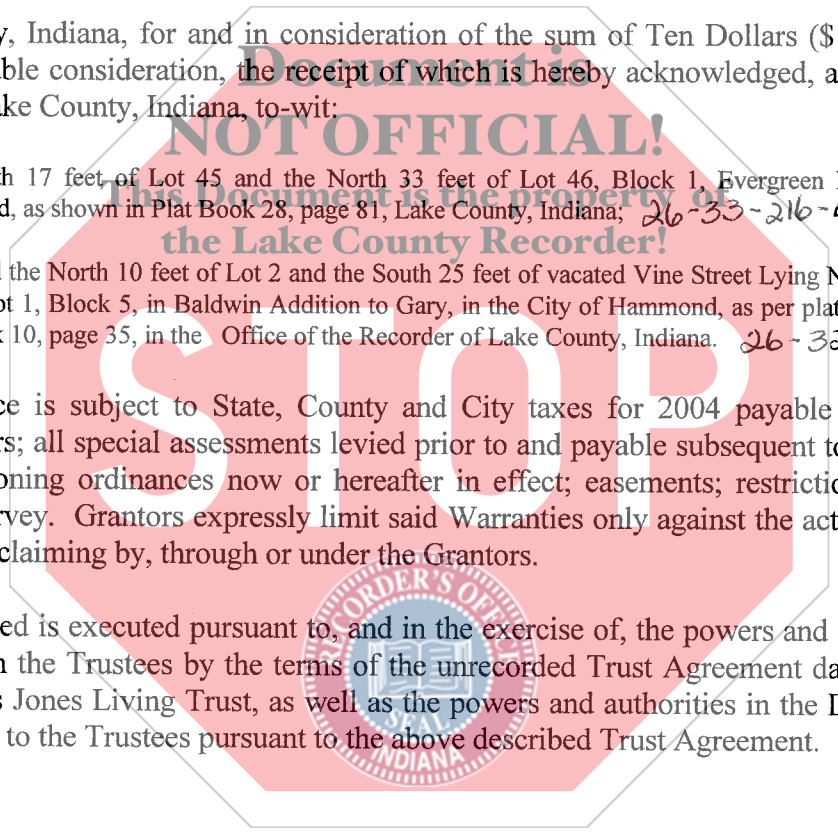 y, Indiana, for and in consideration of the sum of Ten Dollars ($
Document is
ble consideration, the receipt of which is hereby acknowledged, a
ke County, Indiana, to-wit:
NOT OFFICIAL!
h 17 feet of Lot 45 and the North 33 feet of Lot 46, Block 1, Evergreen
This Document is the property of
d, as shown in Plat Book 28, page 81, Lake County, Indiana; 26-33-216-
the Lake County Recorder!
the North 10 feet of Lot 2 and the South 25 feet of vacated Vine Street Lying N
ot 1, Block 5, in Baldwin Addition to Gary, in the City of Hammond, as per plat
k 10, page 35, in the Office of the Recorder of Lake County, Indiana. 26-33
STOP
ce is subject to State, County and City taxes for 2004 payable
rs; all special assessments levied prior to and payable subsequent to
oning ordinances now or hereafter in effect; easements; restrictio
rvey. Grantors expressly limit said Warranties only against the act
claiming by, through or under the Grantors.
RECORDER'S OFFICE
ed is executed pursuant to, and in the exercise of, the powers and
n the Trustees by the terms of the unrecorded Trust Agreement da
s Jones Living Trust, as well as the powers and authorities in the D
SEAL
to the Trustees pursuant to the above described Trust Agreement.
INDIANA